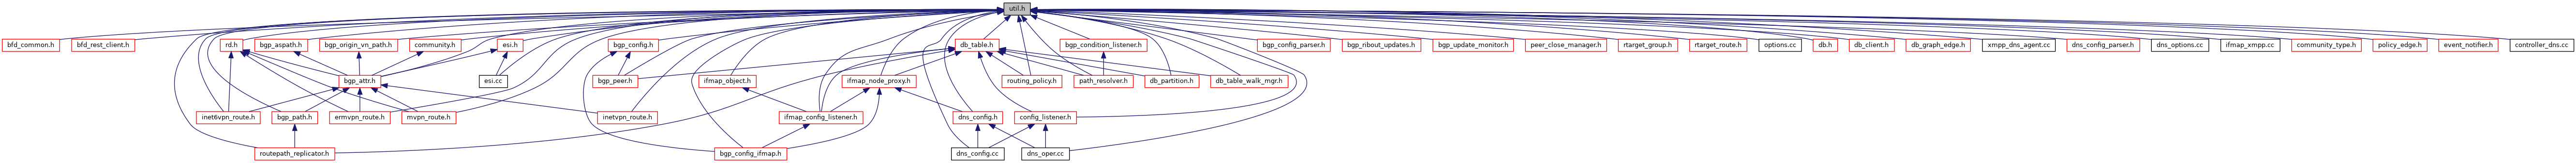 util.h
bfd_common.h
bfd_rest_client.h
rd.h
bgp_aspath.h
bgp_origin_vn_path.h
community.h
esi.h
bgp_config.h
db_table.h
bgp_condition_listener.h
bgp_config_parser.h
bgp_ribout_updates.h
bgp_update_monitor.h
peer_close_manager.h
rtarget_group.h
rtarget_route.h
options.cc
db.h
db_client.h
db_graph_edge.h
xmpp_dns_agent.cc
dns_config_parser.h
dns_options.cc
ifmap_xmpp.cc
community_type.h
policy_edge.h
event_notifier.h
controller_dns.cc
bgp_attr.h
esi.cc
bgp_peer.h
ifmap_object.h
ifmap_node_proxy.h
routing_policy.h
path_resolver.h
db_partition.h
db_table_walk_mgr.h
inet6vpn_route.h
bgp_path.h
ermvpn_route.h
mvpn_route.h
inetvpn_route.h
ifmap_config_listener.h
dns_config.h
config_listener.h
routepath_replicator.h
bgp_config_ifmap.h
dns_config.cc
dns_oper.cc